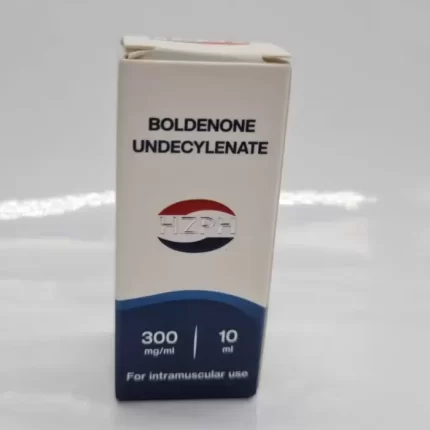 BOLDENONE
UNDECYLENATE
HZPH
300 | 10
mg/ml ml
For intramuscular use